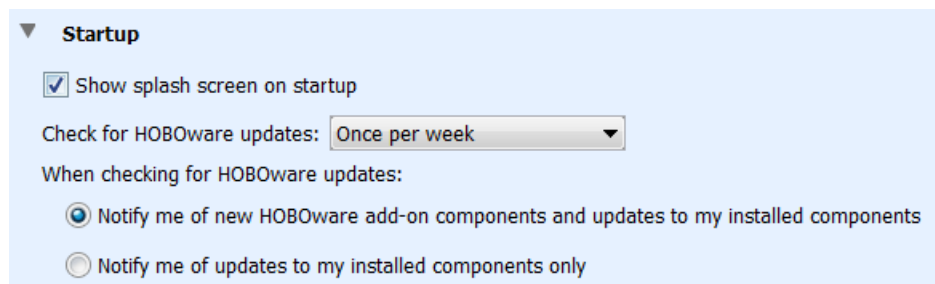 Startup
Show splash screen on startup
Check for HOBOware updates: Once per week
When checking for HOBOware updates:
Notify me of new HOBOware add-on components and updates to my installed components
Notify me of updates to my installed components only